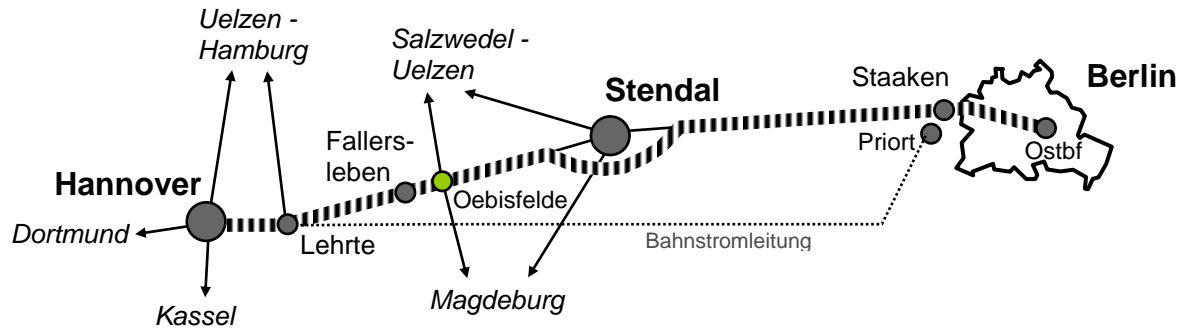 Uelzen -
Hamburg
Salzwedel -
Uelzen
Stendal
Staaken
Berlin
Fallers-
leben
Priort
Ostbf
Hannover
Oebisfelde
Dortmund
Lehrte
Bahnstromleitung
Magdeburg
Kassel